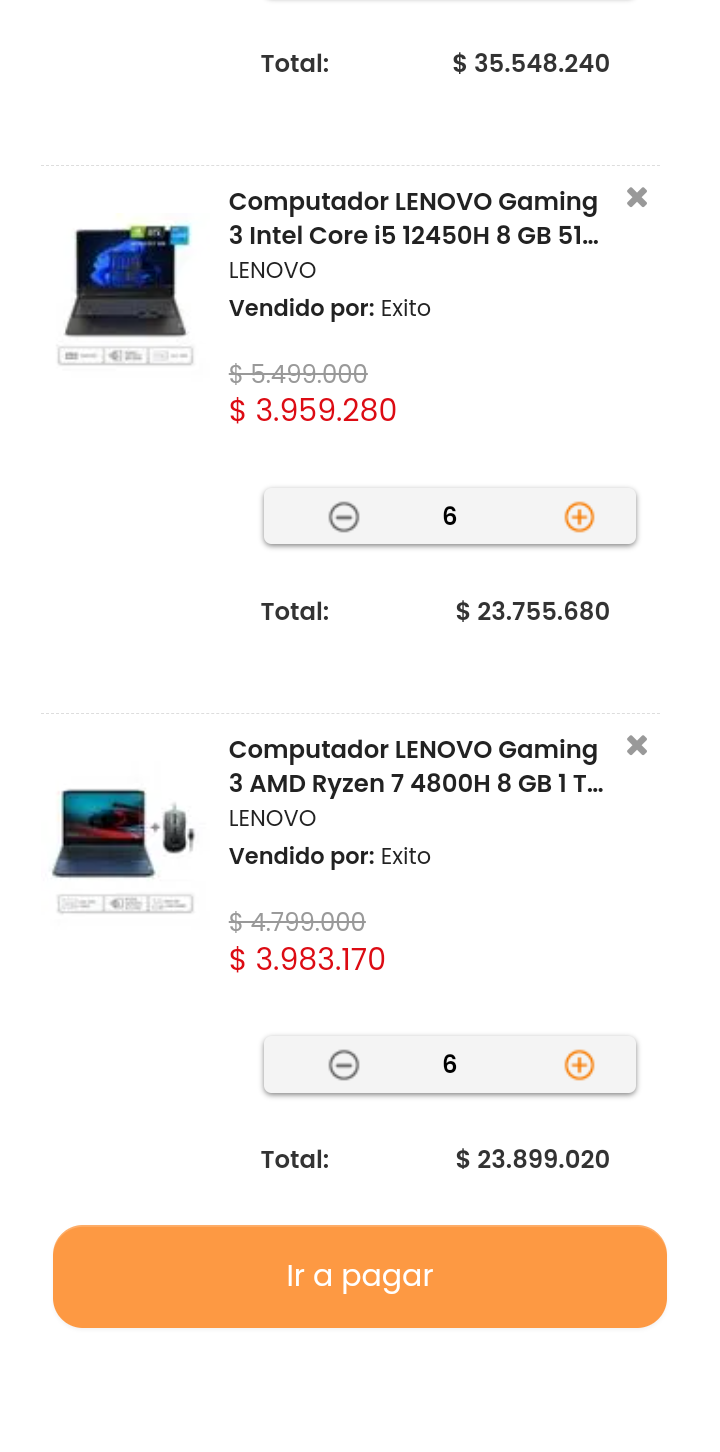 Total: $ 35.548.240
Computador LENOVO Gaming
3 Intel Core i5 12450H 8 GB 51...
LENOVO
Vendido por: Exito
$ 5.499.000
$ 3.959.280
6
Total: $ 23.755.680
Computador LENOVO Gaming
3 AMD Ryzen 7 4800H 8 GB 1 T...
LENOVO
Vendido por: Exito
$ 4.799.000
$ 3.983.170
6
Total: $ 23.899.020
Ir a pagar